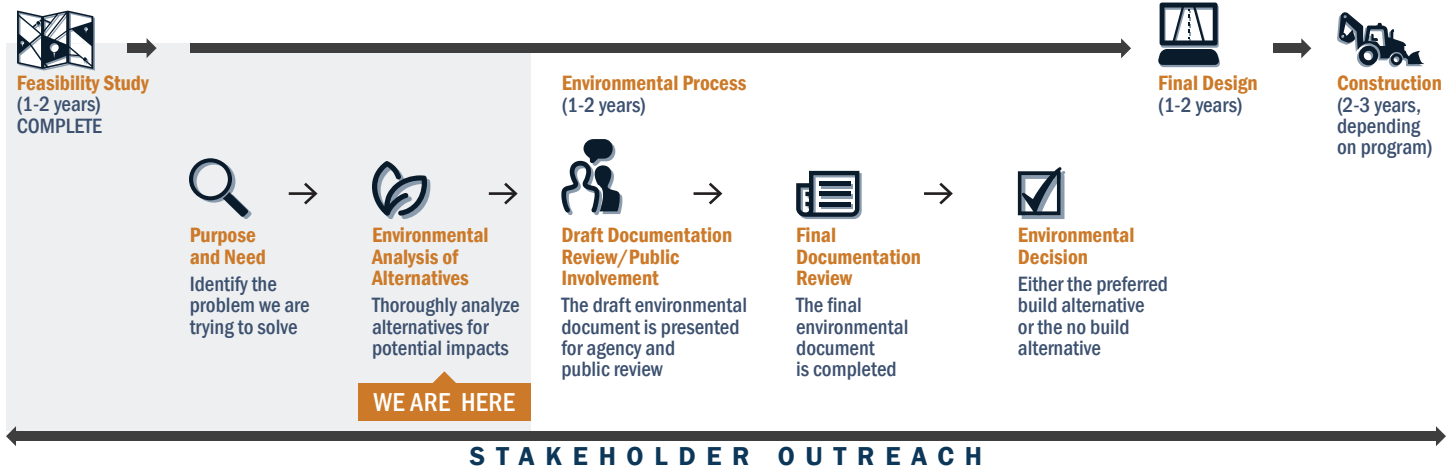 Feasibility Study
(1-2 years)
COMPLETE
Environmental Process
(1-2 years)
Final Design
(1-2 years)
Construction
(2-3 years,
depending
on program)
Purpose
and Need
Identify the
problem we are
trying to solve
Environmental
Analysis of
Alternatives
Thoroughly analyze
alternatives for
potential impacts
WE ARE HERE
Draft Documentation
Review/Public
Involvement
The draft environmental
document is presented
for agency and
public review
Final
Documentation
Review
The final
environmental
document
is completed
Environmental
Decision
Either the preferred
build alternative
or the no build
alternative
STAKEHOLDER OUTREACH